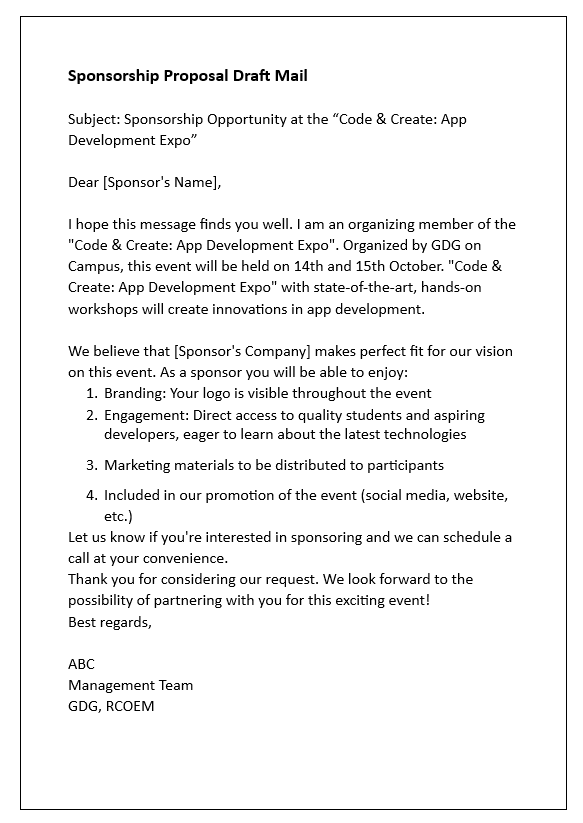 Sponsorship Proposal Draft Mail
Subject: Sponsorship Opportunity at the “Code & Create: App
Development Expo”
Dear [Sponsor's Name],
I hope this message finds you well. I am an organizing member of the
"Code & Create: App Development Expo". Organized by GDG on
Campus, this event will be held on 14th and 15th October. "Code &
Create: App Development Expo" with state-of-the-art, hands-on
workshops will create innovations in app development.
We believe that [Sponsor's Company] makes perfect fit for our vision
on this event. As a sponsor you will be able to enjoy:
1. Branding: Your logo is visible throughout the event
2. Engagement: Direct access to quality students and aspiring
developers, eager to learn about the latest technologies
3. Marketing materials to be distributed to participants
4. Included in our promotion of the event (social media, website,
etc.)
Let us know if you're interested in sponsoring and we can schedule a
call at your convenience.
Thank you for considering our request. We look forward to the
possibility of partnering with you for this exciting event!
Best regards,
ABC
Management Team
GDG, RCOEM